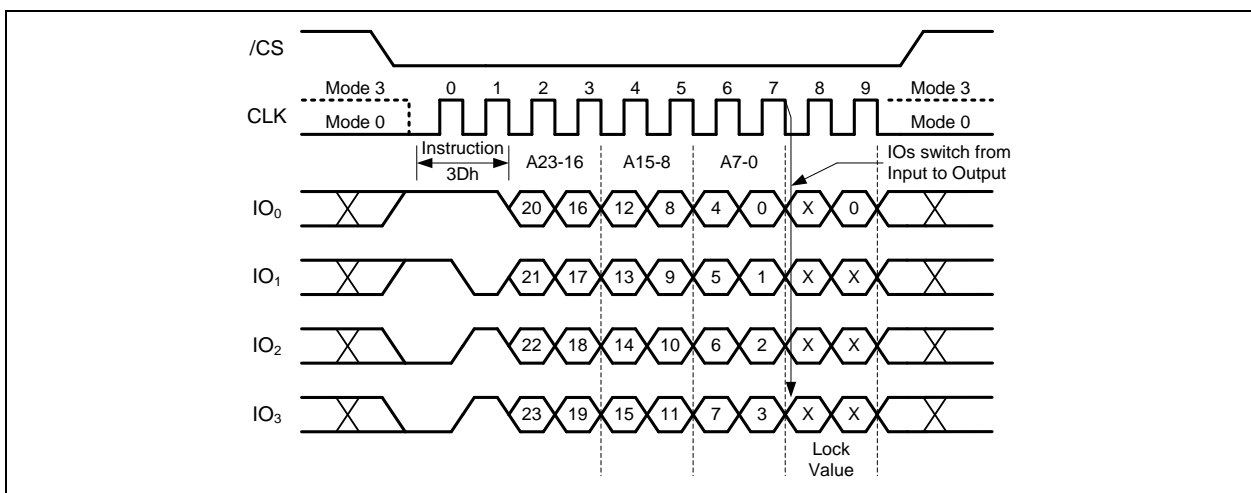 /CS
Mode 3 0 1 2 3 4 5 6 7 8 9 Mode 3
CLK
Mode 0 Mode 0
Instruction A23-16 A15-8 A7-0 IOs switch from
3Dh Input to Output
IO0 20 16 12 8 4 0 X 0
IO1 21 17 13 9 5 1 X X
IO2 22 18 14 10 6 2 X X
IO3 23 19 15 11 7 3 X X
Lock
Value